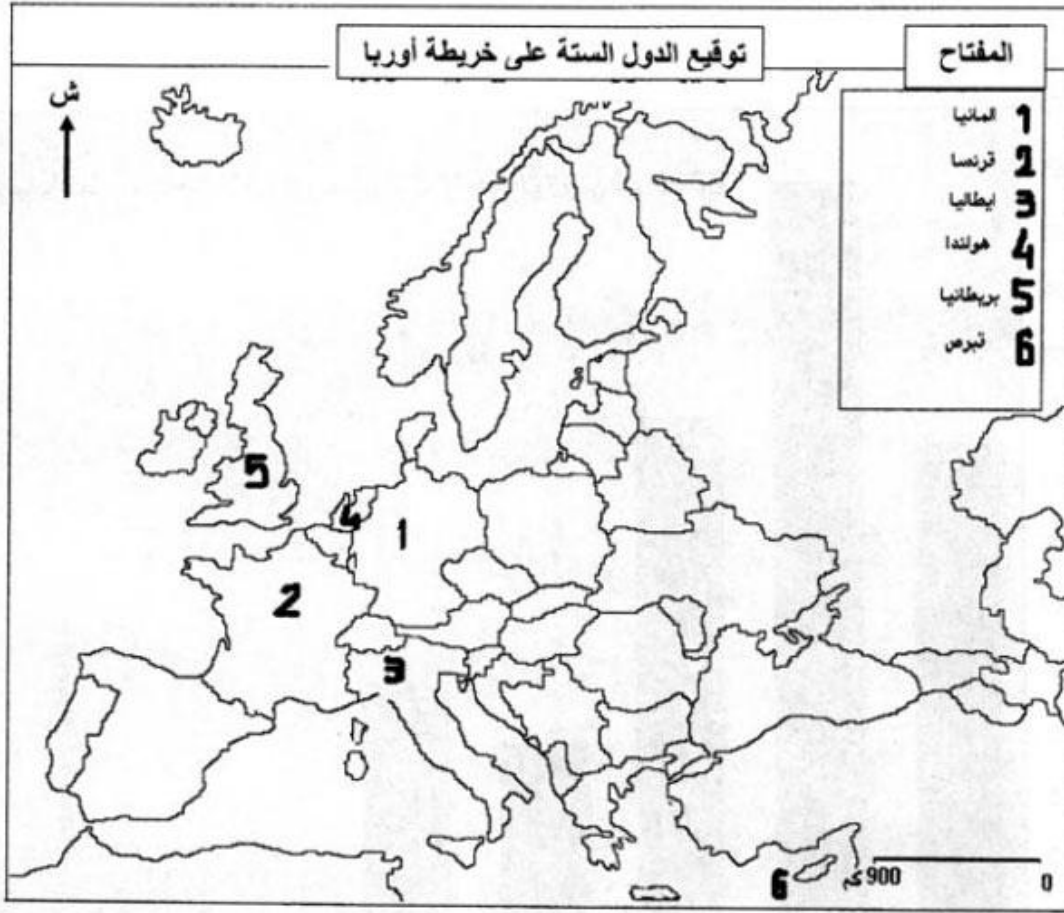 توقيع الدول الستة على خريطة أوربا
المفتاح
ش
1 المانيا
2 فرنسا
3 ايطاليا
4 هولندا
5 بريطانيا
6 قبرص
5
4
1
2
3
6
900 كم
0